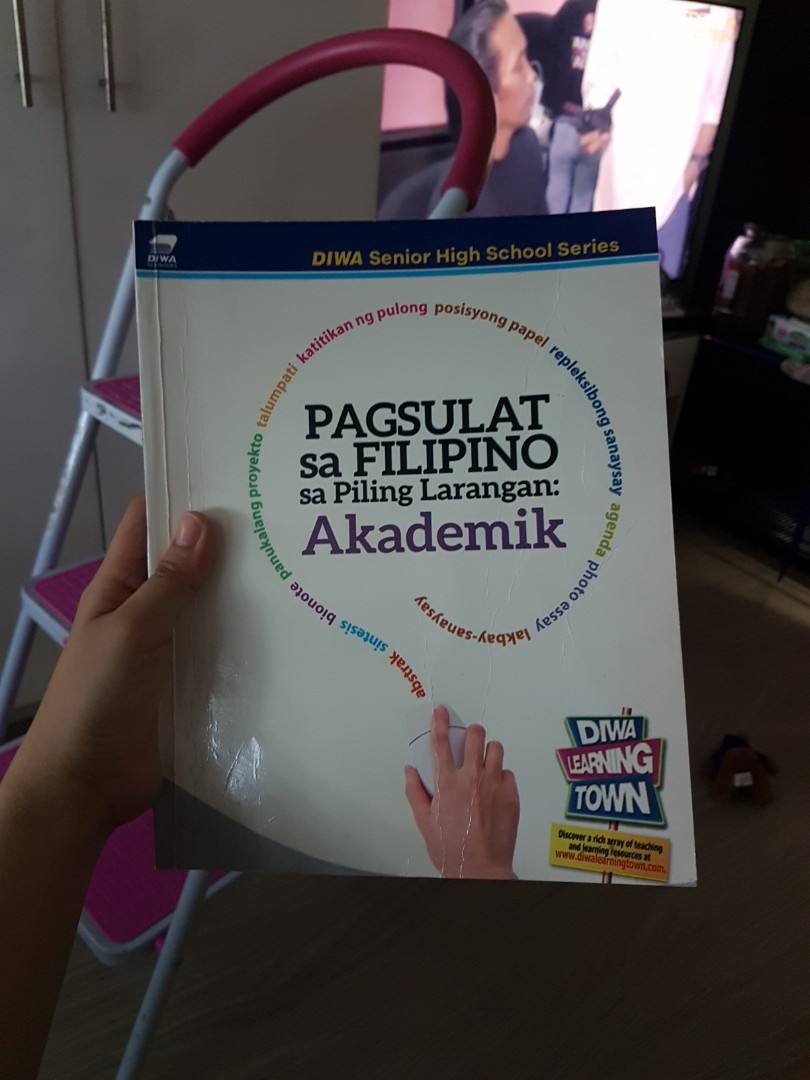 DIWA
DIWA Senior High School Series
abstrak sintesis bionote panukalang proyekto talumpati katitikan ng pulong posisyong papel repleksibong sanaysay agenda photo essay lakbay-sanaysay
PAGSULAT
sa FILIPINO
sa Piling Larangan:
Akademik
DIWA
LEARNING
TOWN
Discover a rich array of teaching
and learning resources at
www.diwalearningtown.com.